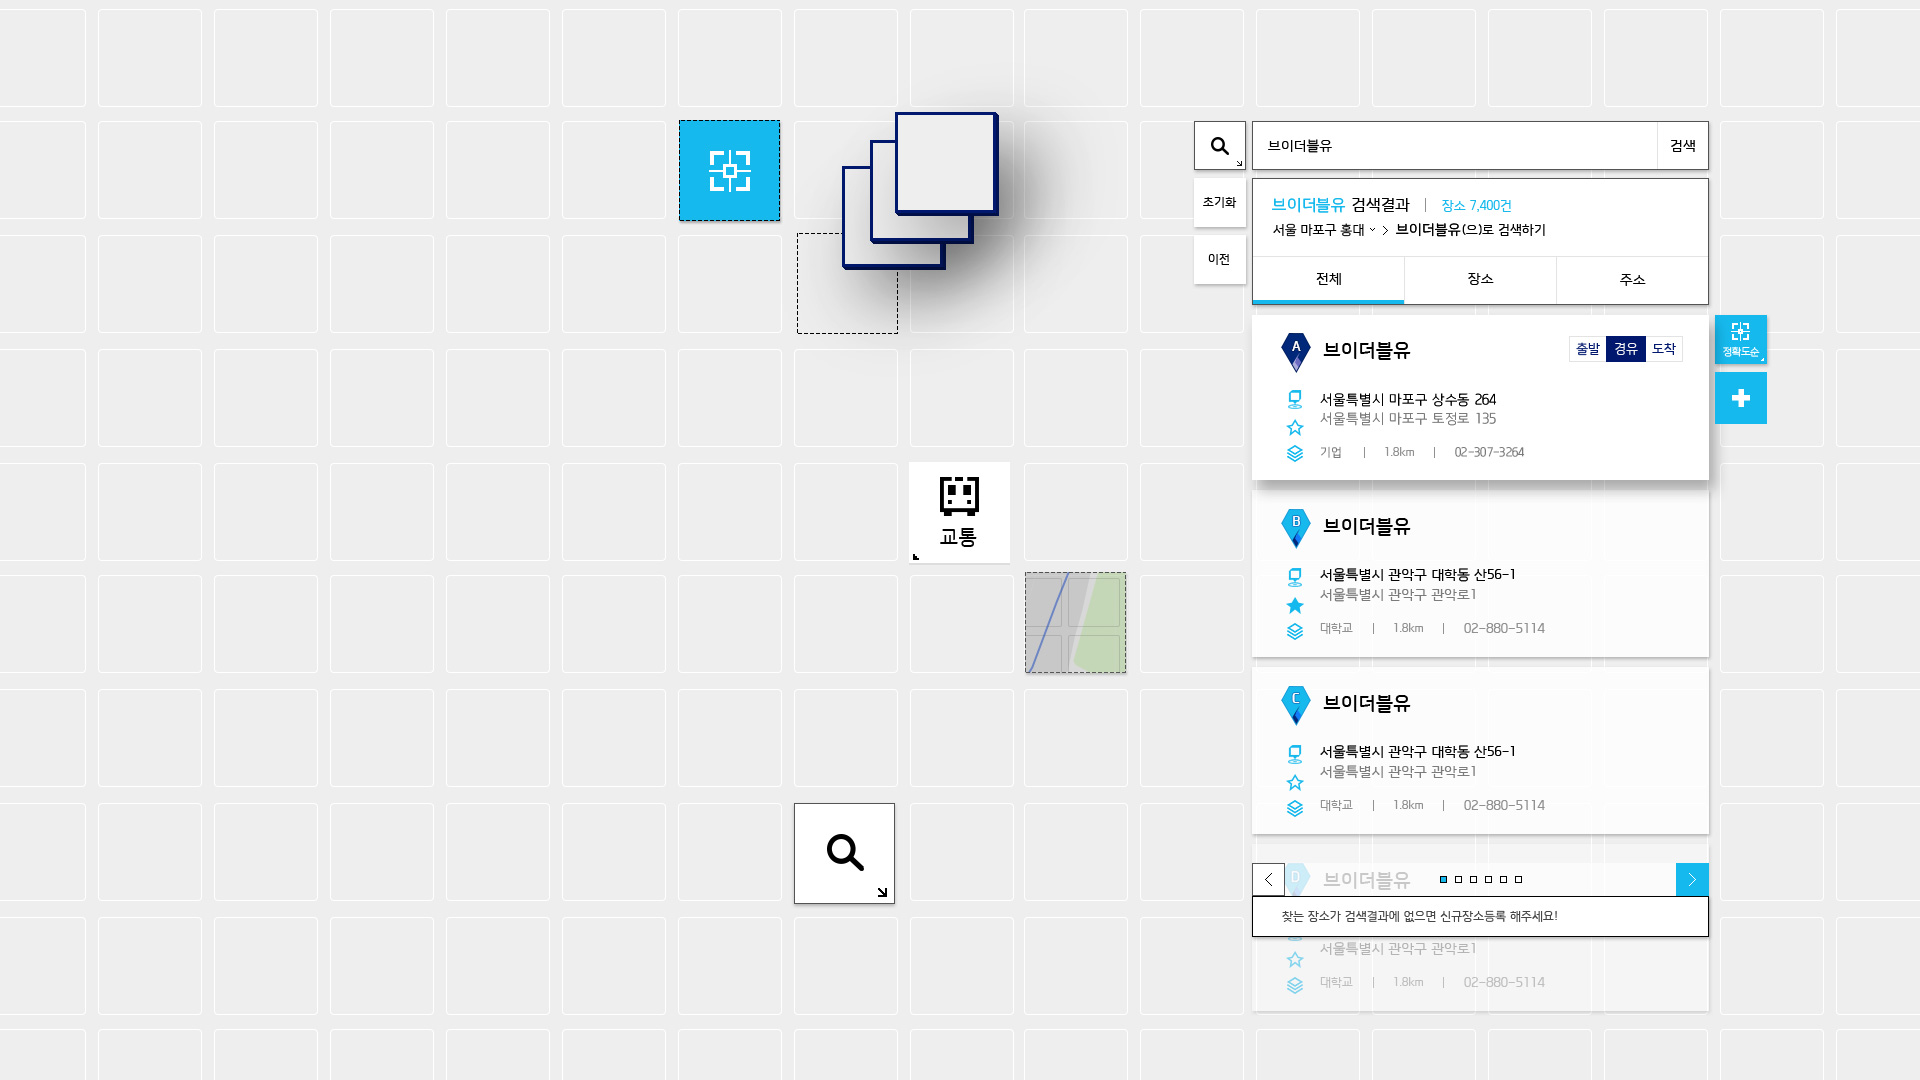 브이더블유
검색
초기화
이전
브이더블유 검색결과 | 장소 7,400건
서울 마포구 홍대 > 브이더블유(으)로 검색하기
전체
장소
주소
A
브이더블유
출발
경유
도착
서울특별시 마포구 상수동 264
서울특별시 마포구 토정로 135
기업 | 1.8km | 02-307-3264
정확도순
교통
B
브이더블유
서울특별시 관악구 대학동 산56-1
서울특별시 관악구 관악로1
대학교 | 1.8km | 02-880-5114
C
브이더블유
서울특별시 관악구 대학동 산56-1
서울특별시 관악구 관악로1
대학교 | 1.8km | 02-880-5114
D
브이더블유
찾는 장소가 검색결과에 없으면 신규장소등록 해주세요!
서울특별시 관악구 관악로1
대학교 | 1.8km | 02-880-5114